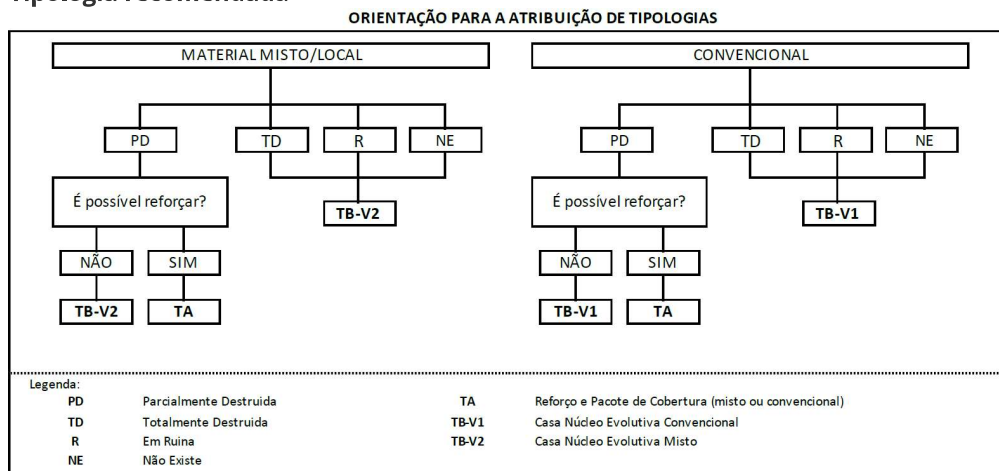 Tipologia recomendada
ORIENTAÇÃO PARA A ATRIBUIÇÃO DE TIPOLOGIAS
MATERIAL MISTO/LOCAL
CONVENCIONAL
PD TD R NE
PD TD R NE
É possível reforçar?
TB-V2
É possível reforçar?
TB-V1
NÃO SIM
NÃO SIM
TB-V2 TA
TB-V1 TA
Legenda:
PD Parcialmente Destruida
TA Reforço e Pacote de Cobertura (misto ou convencional)
TD Totalmente Destruida
TB-V1 Casa Núcleo Evolutiva Convencional
R Em Ruina
TB-V2 Casa Núcleo Evolutiva Misto
NE Não Existe